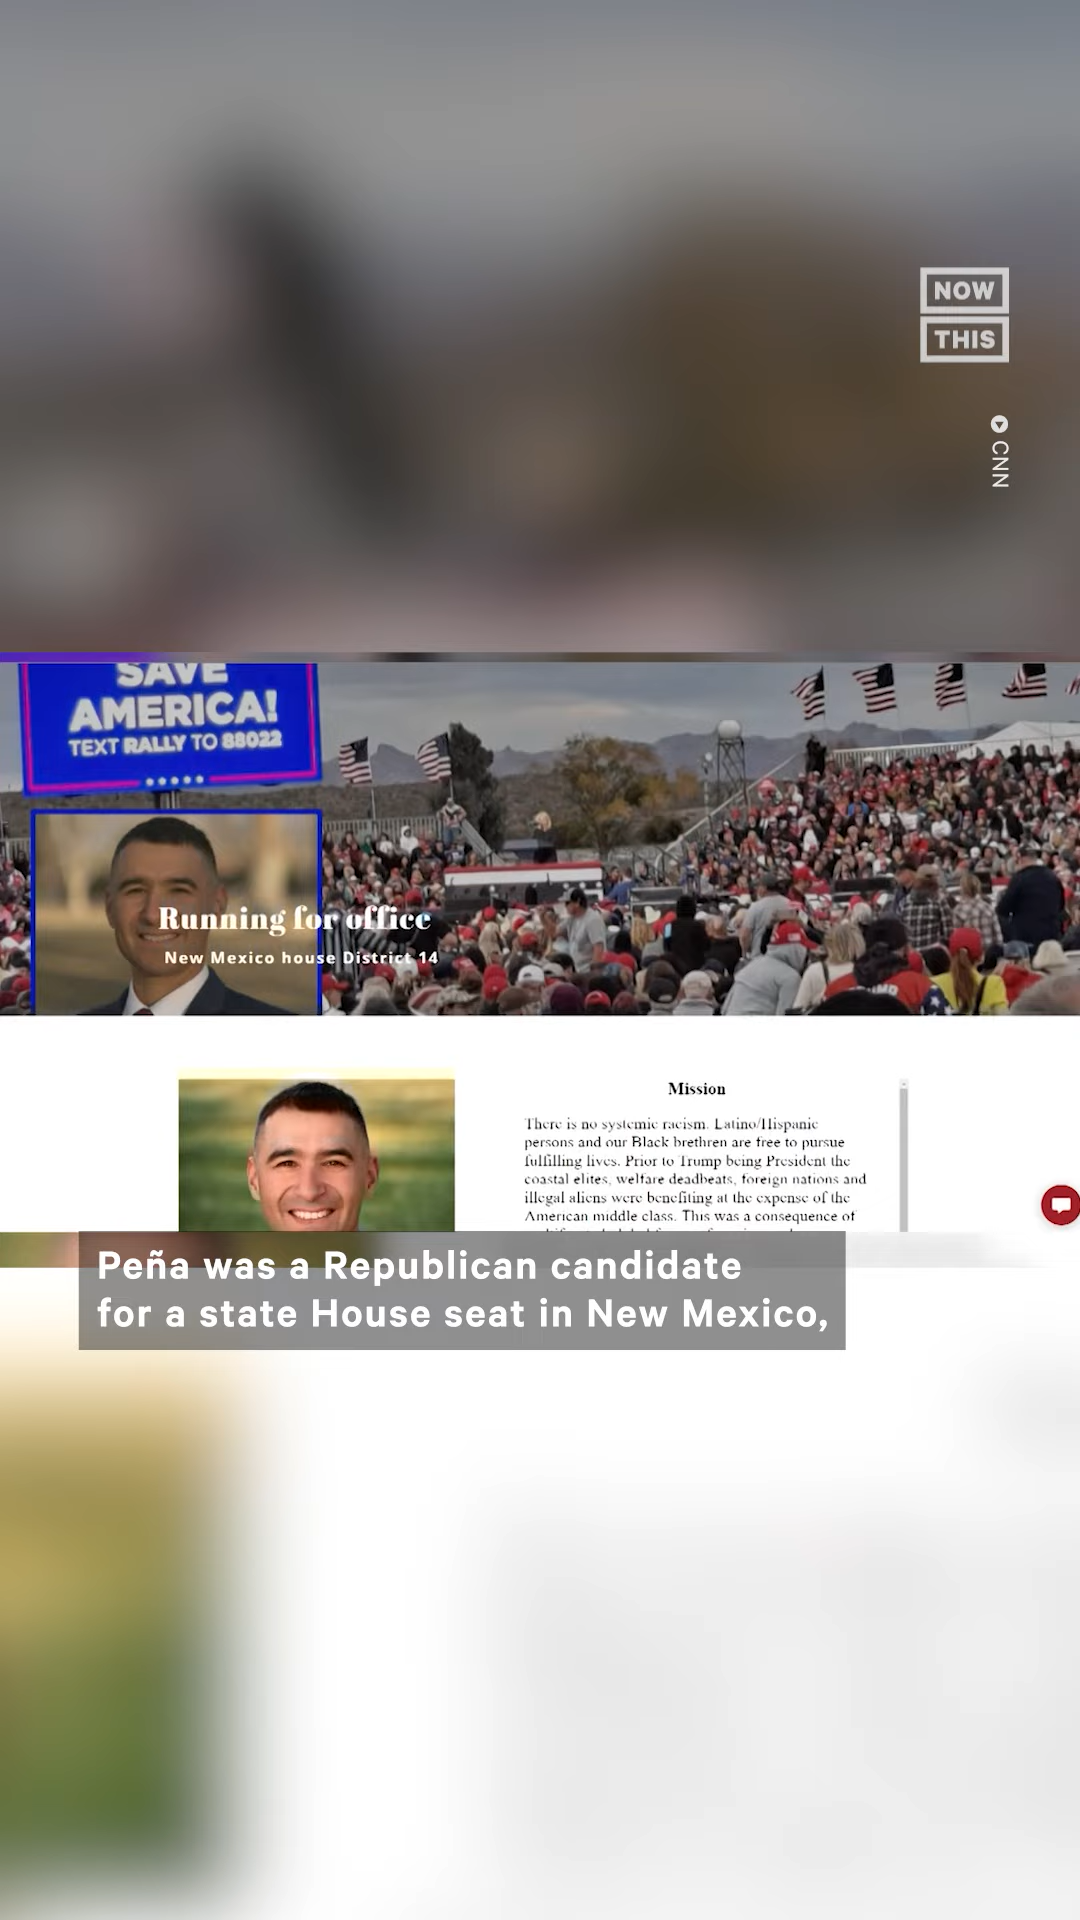 NOW
THIS
CNN
SAVE
AMERICA!
TEXT RALLY TO 88022
Running for office
New Mexico house District 14
Mission
There is no systemic racism. Latino/Hispanic
persons and our Black brethren are free to pursue
fulfilling lives. Prior to Trump being President the
coastal elites, welfare deadbeats, foreign nations and
illegal aliens were benefiting at the expense of the
American middle class. This was a consequence of
Peña was a Republican candidate
for a state House seat in New Mexico,